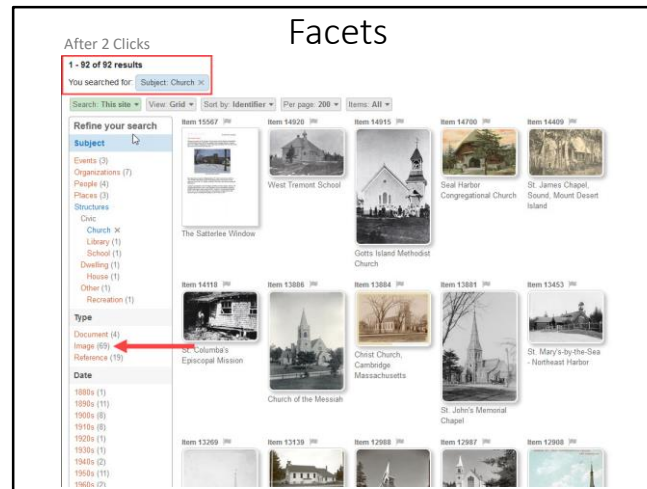 Facets
After 2 Clicks
1 - 92 of 92 results
You searched for: Subject: Church ×
Search: This site ▾ View: Grid ▾ Sort by: Identifier ▾ Per page: 200 ▾ Items: All ▾
Refine your search
Subject
Events (3)
Organizations (7)
People (4)
Places (3)
Structures
Civic
Church ×
Library (1)
School (1)
Dwelling (1)
House (1)
Other (1)
Recreation (1)
Type
Document (4)
Image (69)
Reference (19)
Date
1880s (1)
1890s (11)
1900s (8)
1910s (8)
1920s (1)
1930s (1)
1940s (2)
1950s (11)
1960s (2)
Item 15567
The Satterlee Window
Item 14920
West Tremont School
Item 14915
Gotts Island Methodist
Church
Item 14700
Seal Harbor
Congregational Church
Item 14409
St. James Chapel,
Sound, Mount Desert
Island
Item 14118
St. Columba's
Episcopal Mission
Item 13886
Church of the Messiah
Item 13884
Christ Church,
Cambridge
Massachusetts
Item 13881
St. John's Memorial
Chapel
Item 13453
St. Mary's-by-the-Sea
- Northeast Harbor
Item 13269
Item 13138
Item 12988
Item 12987
Item 12908